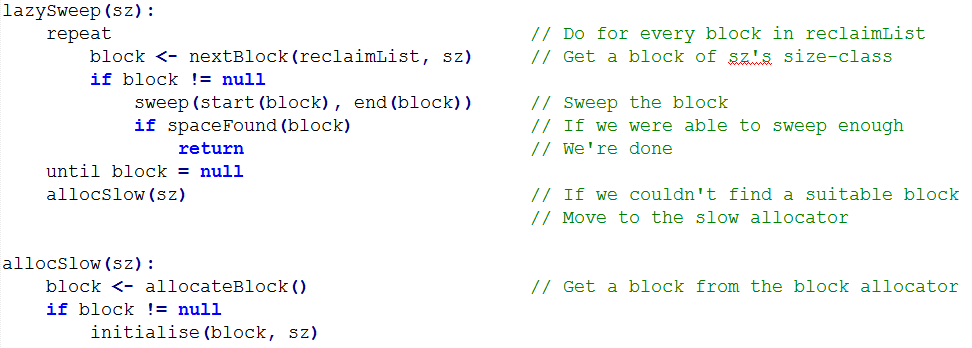 lazySweep(sz):
    repeat                                      // Do for every block in reclaimList
        block <- nextBlock(reclaimList, sz)     // Get a block of sz's size-class
        if block != null
            sweep(start(block), end(block))     // Sweep the block
            if spaceFound(block)                // If we were able to sweep enough
                return                          // We're done
    until block = null
    allocSlow(sz)                               // If we couldn't find a suitable block
                                                // Move to the slow allocator
allocSlow(sz):
    block <- allocateBlock()                    // Get a block from the block allocator
    if block != null
        initialise(block, sz)